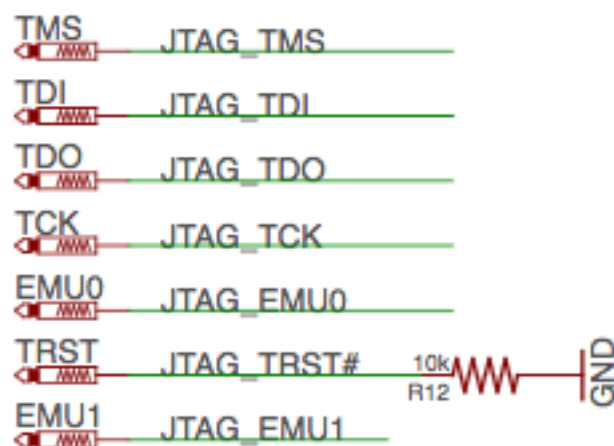 TMS JTAG_TMS
TDI JTAG_TDI
TDO JTAG_TDO
TCK JTAG_TCK
EMU0 JTAG_EMU0
TRST JTAG_TRST# 10k GND
R12
EMU1 JTAG_EMU1